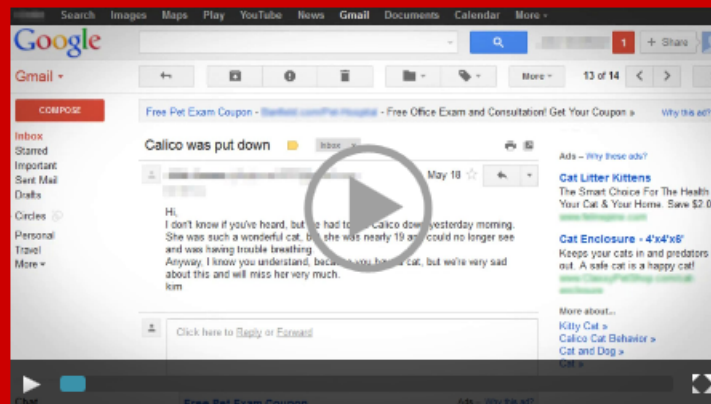 Search Images Maps Play YouTube News Gmail Documents Calendar More
Google
1 + Share
Gmail
More 13 of 14
COMPOSE
Free Pet Exam Coupon - - Free Office Exam and Consultation! Get Your Coupon » Why this ad?
Inbox
Starred
Important
Sent Mail
Drafts
Circles
Personal
Travel
More
Calico was put down Inbox
May 18
Hi,
I don't know if you've heard, but we had to Calico down yesterday morning.
She was such a wonderful cat, but she was nearly 19 and could no longer see
and was having trouble breathing.
Anyway, I know you understand, because you have a cat, but we're very sad
about this and will miss her very much.
kim
Click here to Reply or Forward
Ads – Why these ads?
Cat Litter Kittens
The Smart Choice For The Health
Your Cat & Your Home. Save $2.0
Cat Enclosure - 4'x4'x6'
Keeps your cats in and predators
out. A safe cat is a happy cat!
More about...
Kitty Cat »
Calico Cat Behavior »
Cat and Dog »
Cat »
Chat
Free Pet Exam Coupon
Ads – Why this ad?